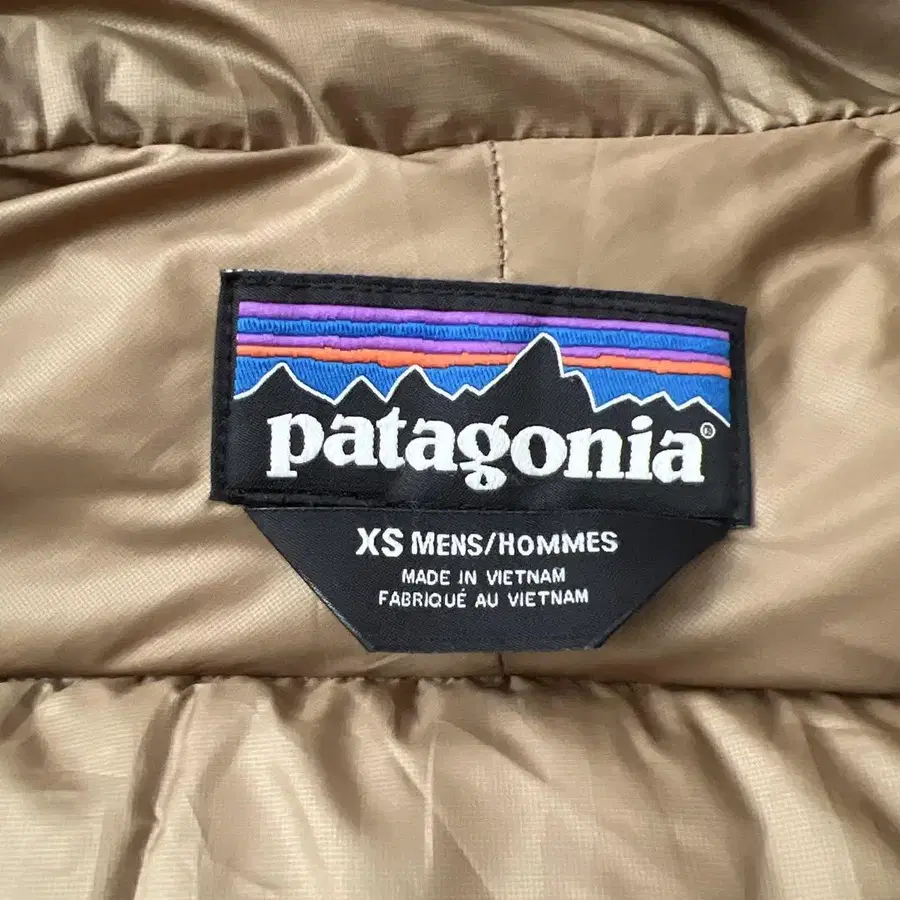 patagonia®
XS MENS/HOMMES
MADE IN VIETNAM
FABRIQUÉ AU VIETNAM